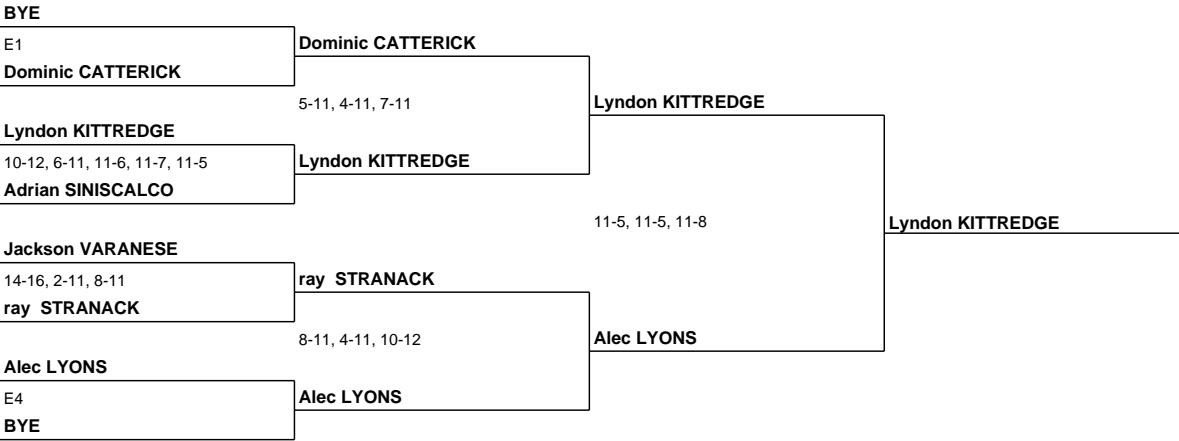 BYE
E1
Dominic CATTERICK
Dominic CATTERICK
5-11, 4-11, 7-11
Lyndon KITTREDGE
Lyndon KITTREDGE
10-12, 6-11, 11-6, 11-7, 11-5
Lyndon KITTREDGE
Adrian SINISCALCO
11-5, 11-5, 11-8
Lyndon KITTREDGE
Jackson VARANESE
14-16, 2-11, 8-11
ray  STRANACK
ray  STRANACK
8-11, 4-11, 10-12
Alec LYONS
Alec LYONS
E4
Alec LYONS
BYE